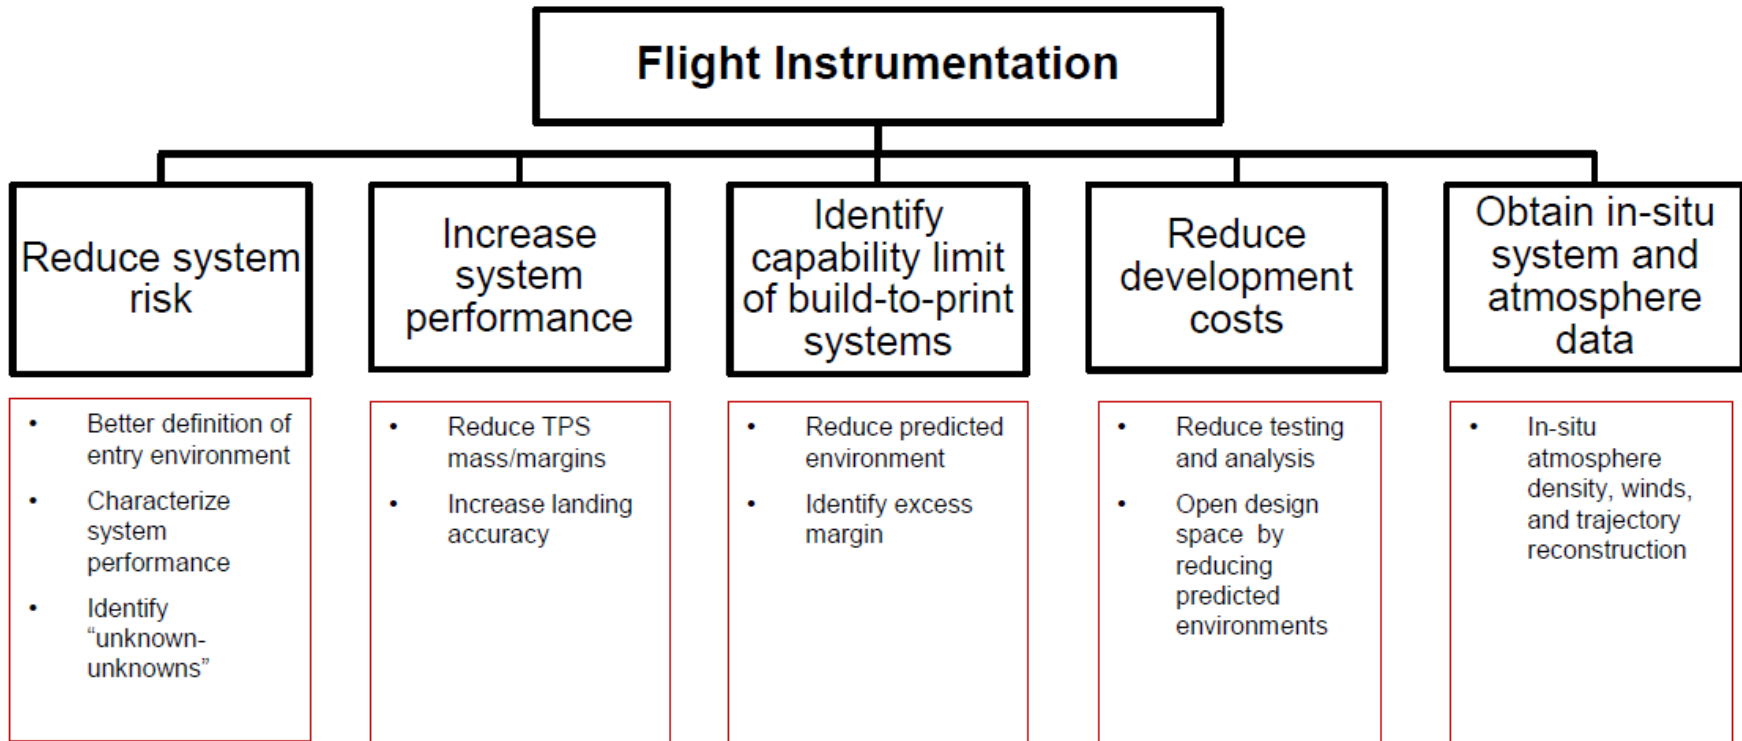 Flight Instrumentation
Reduce system
risk
Increase
system
performance
Identify
capability limit
of build-to-print
systems
Reduce
development
costs
Obtain in-situ
system and
atmosphere
data
• Better definition of
entry environment
• Characterize
system
performance
• Identify
“unknown-
unknowns”
• Reduce TPS
mass/margins
• Increase landing
accuracy
• Reduce predicted
environment
• Identify excess
margin
• Reduce testing
and analysis
• Open design
space by
reducing
predicted
environments
• In-situ
atmosphere
density, winds,
and trajectory
reconstruction